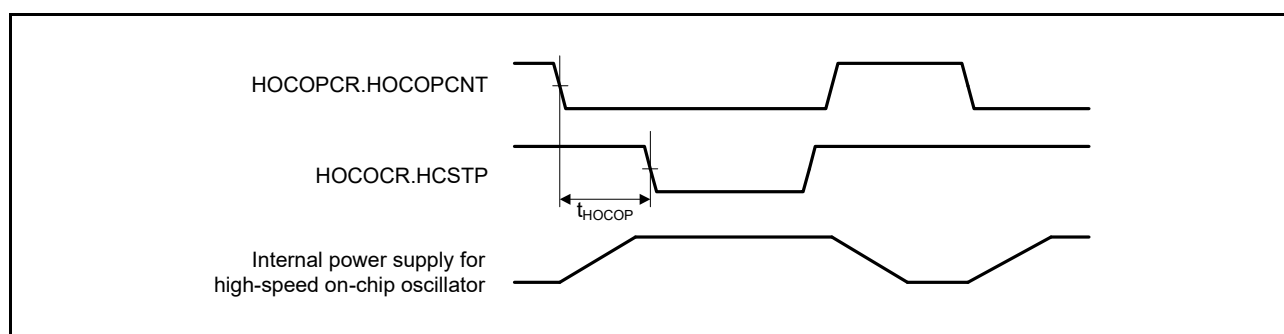 HOCOPCR.HOCOPCNT
HOCOCR.HCSTP
tHOCOP
Internal power supply for
high-speed on-chip oscillator